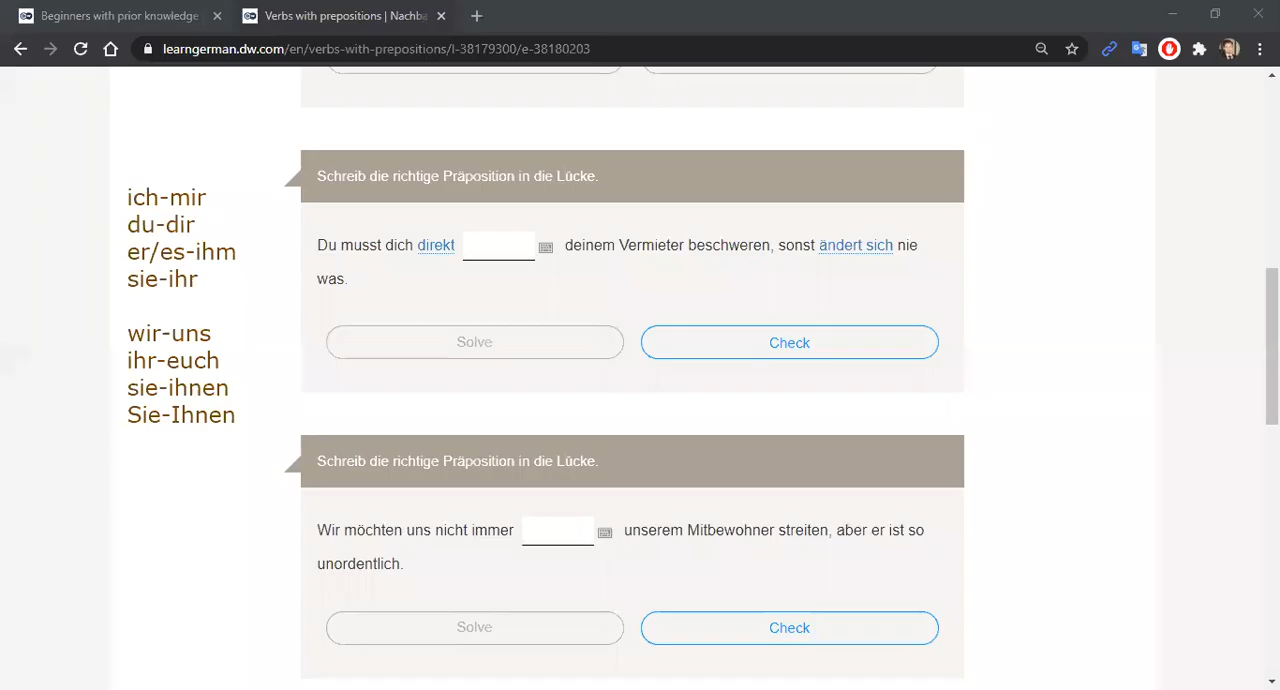 Beginners with prior knowledge
Verbs with prepositions | Nachba
learngerman.dw.com/en/verbs-with-prepositions/l-38179300/e-38180203
ich-mir
du-dir
er/es-ihm
sie-ihr
wir-uns
ihr-euch
sie-ihnen
Sie-Ihnen
Schreib die richtige Präposition in die Lücke.
Du musst dich direkt deinem Vermieter beschweren, sonst ändert sich nie
was.
Solve Check
Schreib die richtige Präposition in die Lücke.
Wir möchten uns nicht immer unserem Mitbewohner streiten, aber er ist so
unordentlich.
Solve Check